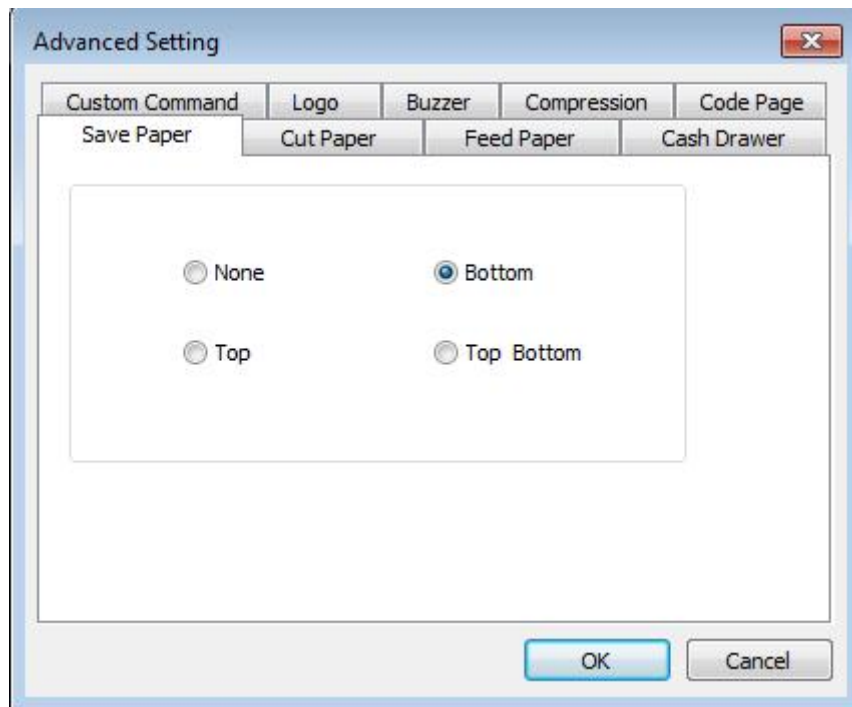 Advanced Setting
Custom Command Logo Buzzer Compression Code Page
Save Paper Cut Paper Feed Paper Cash Drawer
None Bottom
Top Top Bottom
OK Cancel